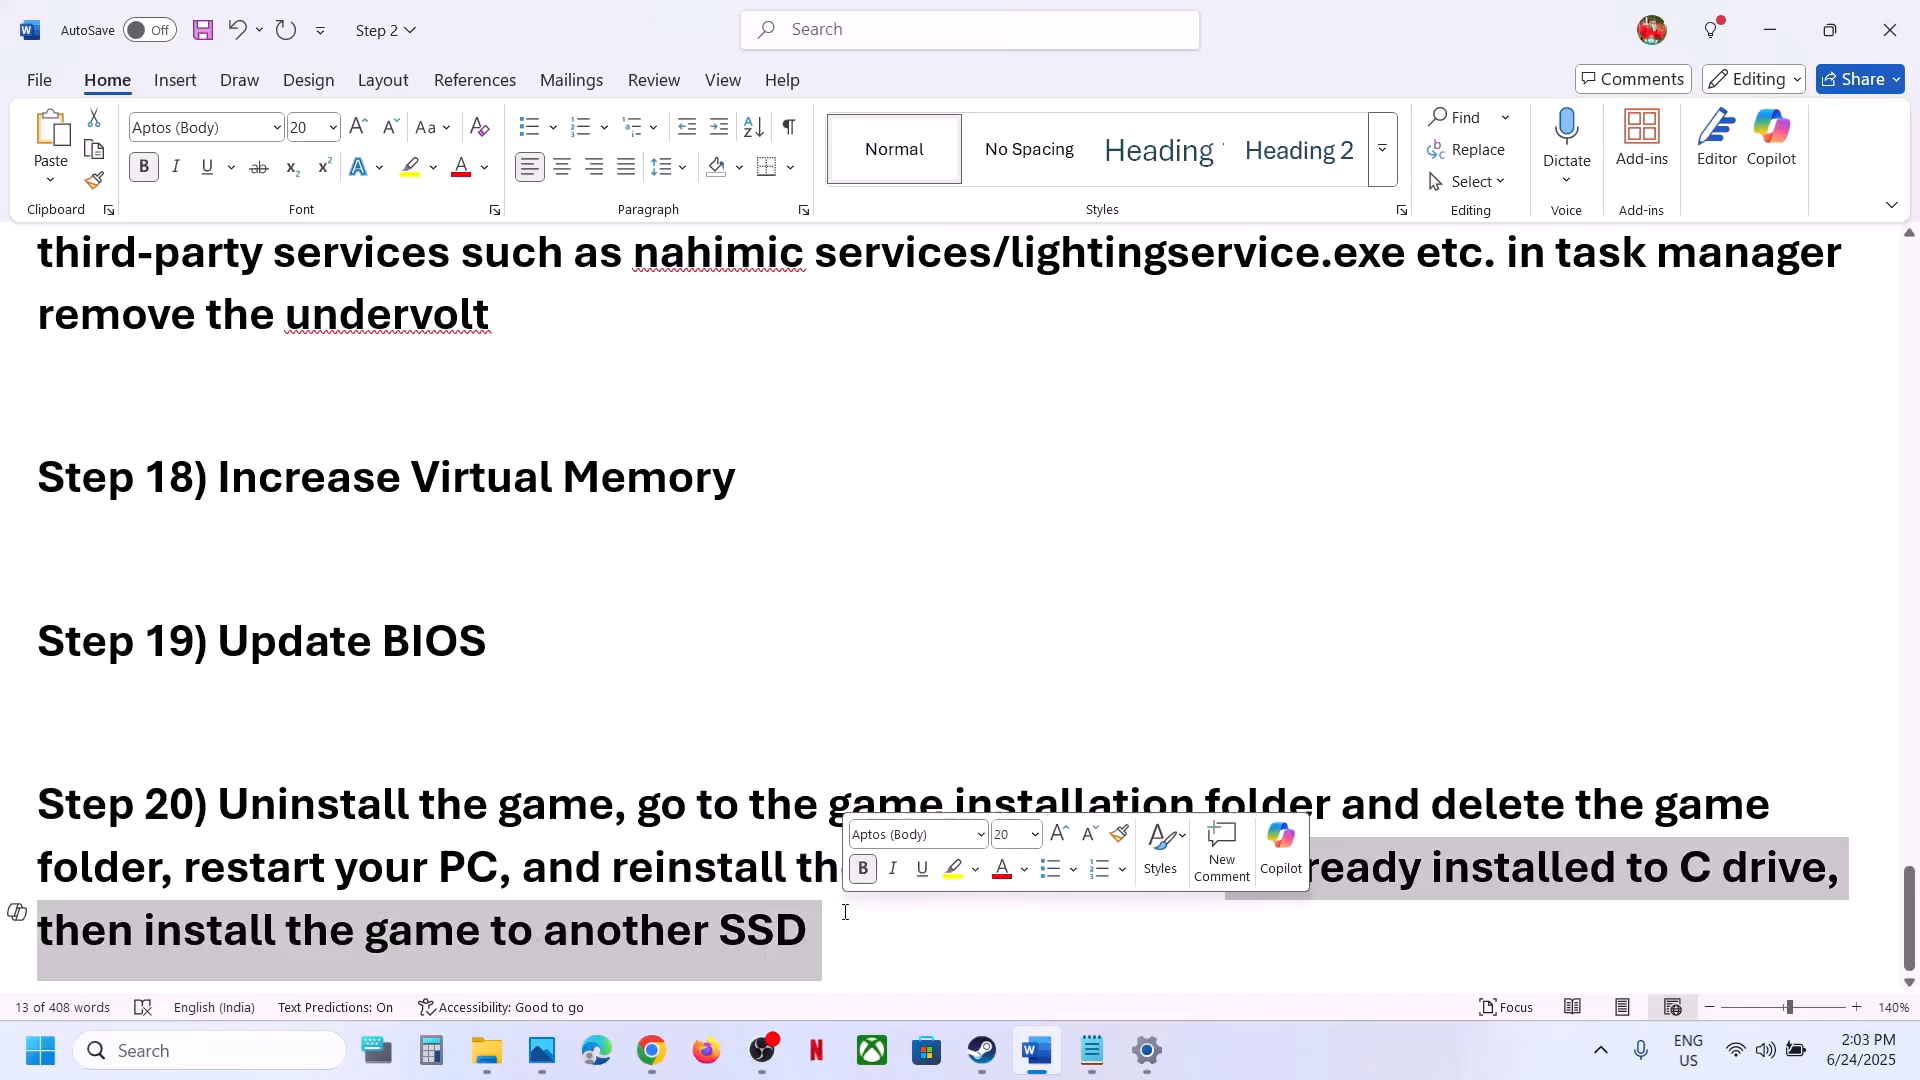 AutoSave
Off
Step 2
Search
File
Home
Insert
Draw
Design
Layout
References
Mailings
Review
View
Help
Comments
Editing
Share
Paste
Clipboard
Aptos (Body)
20
Font
Paragraph
Normal
No Spacing
Heading
Heading 2
Styles
Find
Replace
Select
Editing
Dictate
Voice
Add-ins
Add-ins
Editor
Copilot
third-party services such as nahimic services/lightingservice.exe etc. in task manager
remove the undervolt
Step 18) Increase Virtual Memory
Step 19) Update BIOS
Step 20) Uninstall the game, go to the game installation folder and delete the game
folder, restart your PC, and reinstall th
ready installed to C drive,
then install the game to another SSD
Aptos (Body)
20
Styles
New
Comment
Copilot
13 of 408 words
English (India)
Text Predictions: On
Accessibility: Good to go
Focus
140%
Search
ENG
US
2:03 PM
6/24/2025